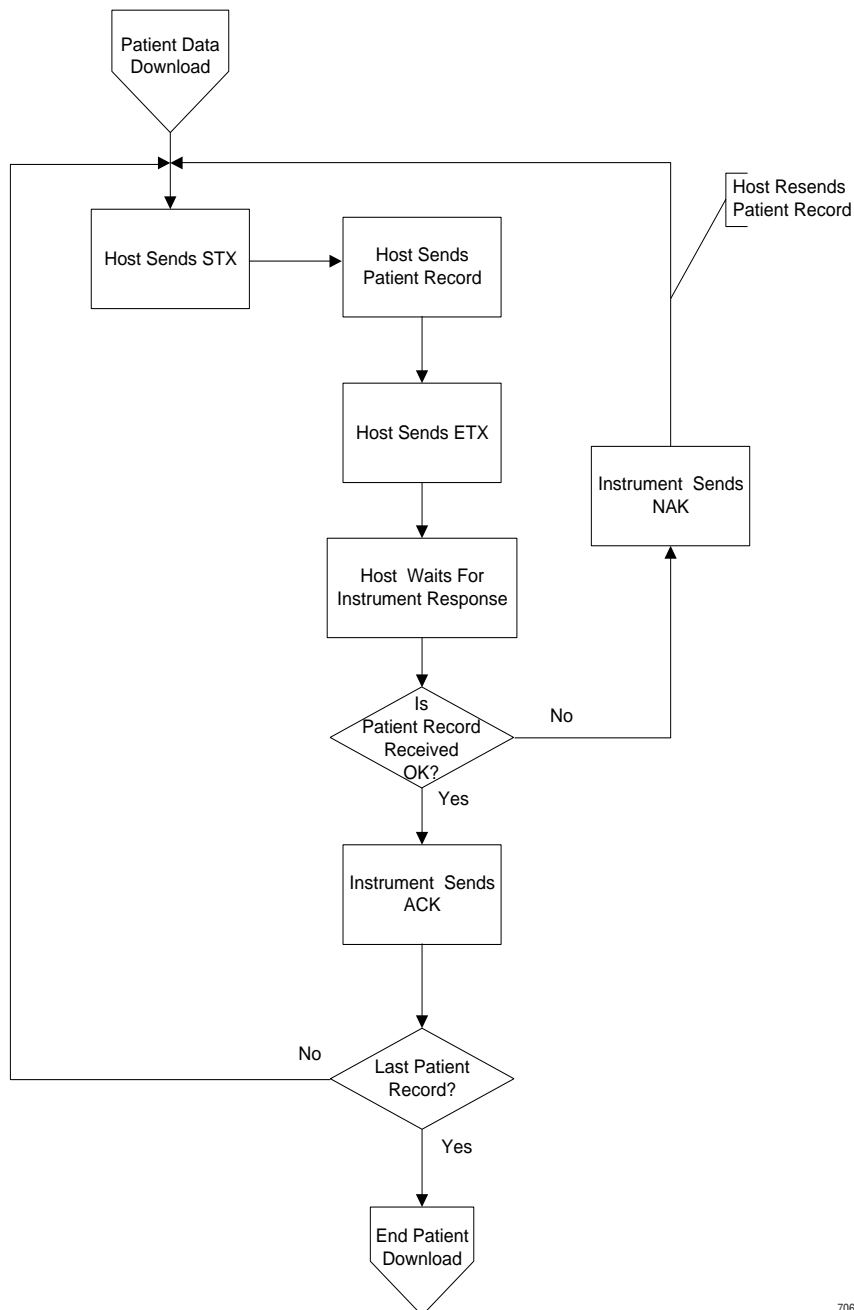 Patient Data
Download
Host Resends
Patient Record
Host Sends STX
Host Sends
Patient Record
Host Sends ETX
Instrument Sends
NAK
Host Waits For
Instrument Response
Is
Patient Record
Received
OK?
No
Yes
Instrument Sends
ACK
No
Last Patient
Record?
Yes
End Patient
Download
706